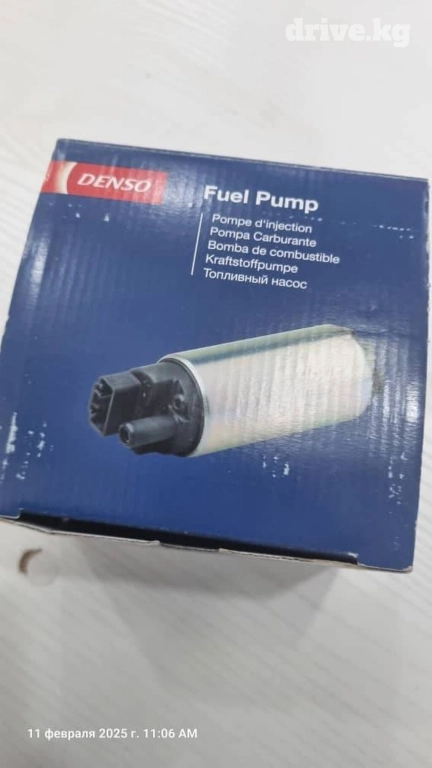 drive.kg
DENSO
Fuel Pump
Pompe d'injection
Pompa Carburante
Bomba de combustible
Kraftstoffpumpe
Топливный насос
11 февраля 2025 г. 11:06 AM